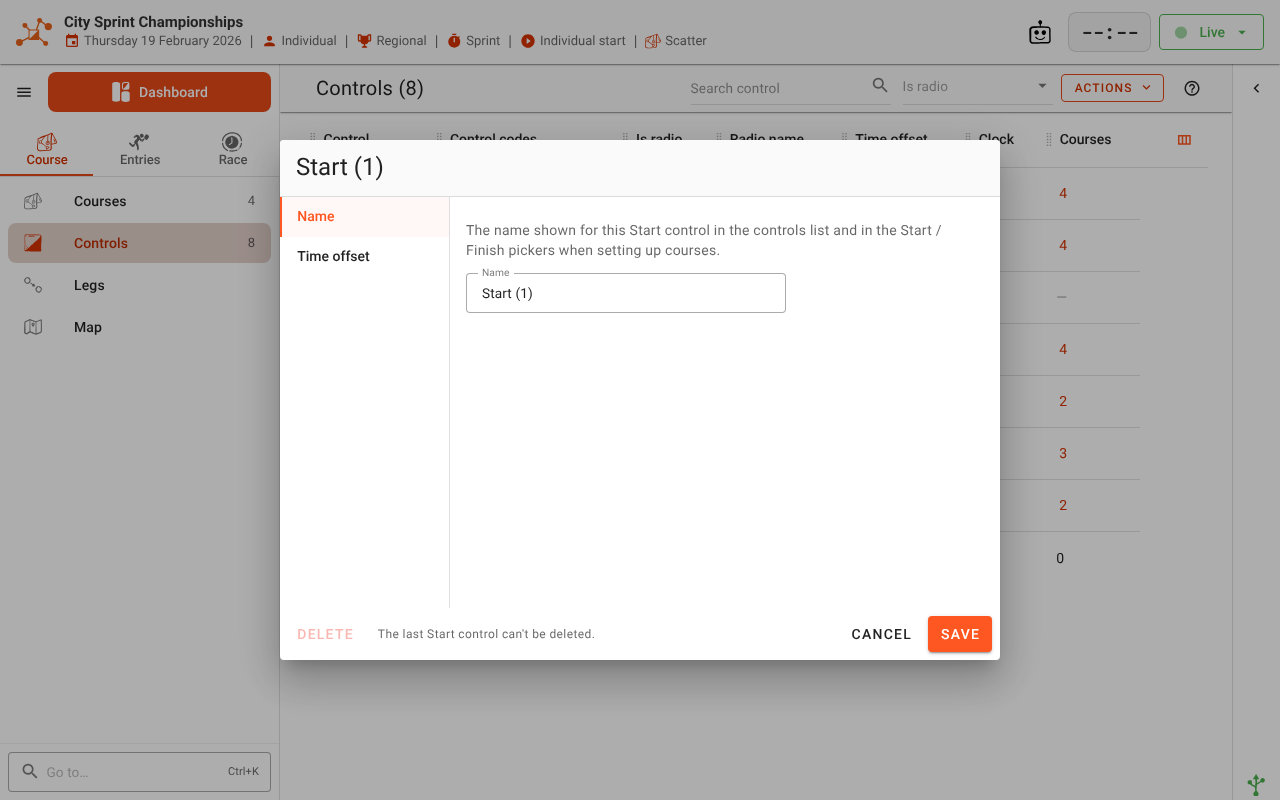 City Sprint Championships
Thursday 19 February 2026 | Individual | Regional | Sprint | Individual start | Scatter
--:--
Live
Dashboard
Controls (8)
Search control
Is radio
ACTIONS
Course
Entries
Race
Control
Control codes
Is radio
Radio name
Time offset
Clock
Courses
Courses 4
Controls 8
Legs
Map
4
4
–
4
2
3
2
0
Start (1)
Name
Time offset
The name shown for this Start control in the controls list and in the Start /
Finish pickers when setting up courses.
Name
Start (1)
DELETE
The last Start control can't be deleted.
CANCEL
SAVE
Go to...
Ctrl+K